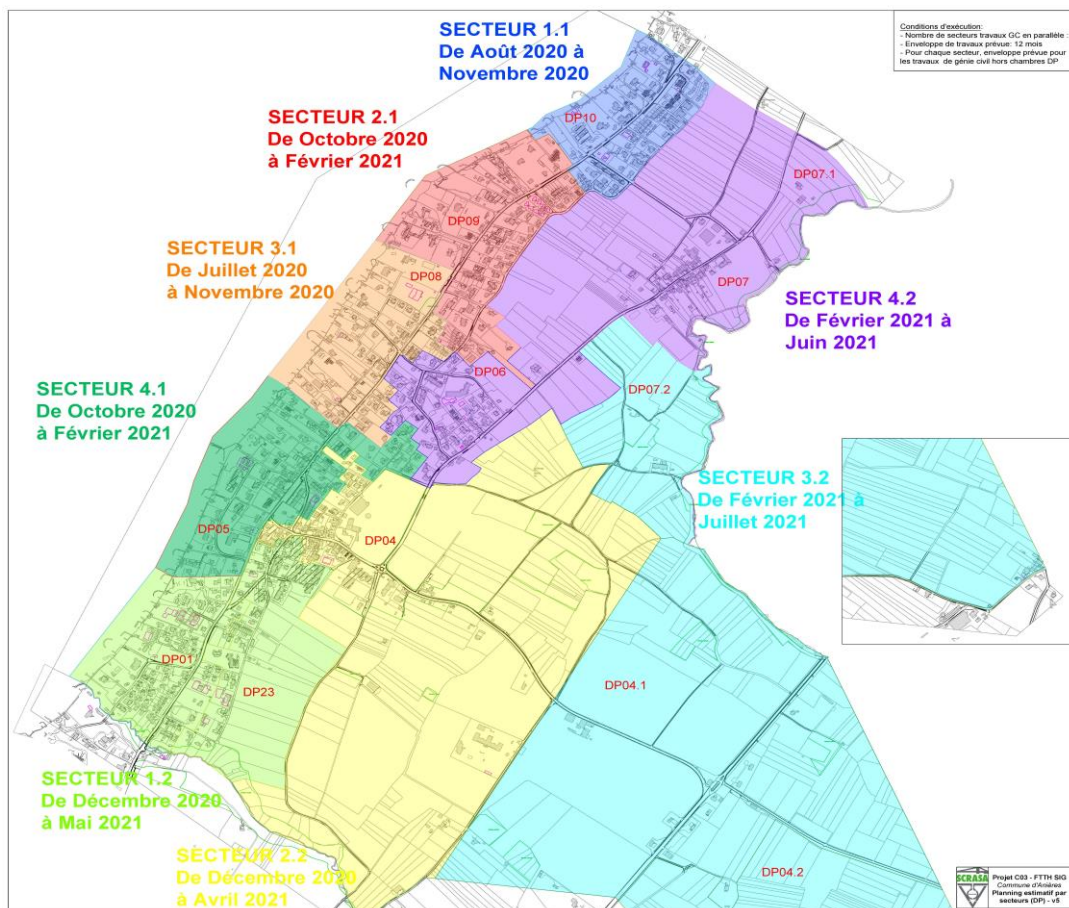 SECTEUR 1.1
De Août 2020 à
Novembre 2020
Conditions d'exécution:
- Nombre de secteurs travaux GC en parallèle :
- Enveloppe de travaux prévue: 12 mois
- Pour chaque secteur, enveloppe prévue pour
les travaux de génie civil hors chambres DP
SECTEUR 2.1
De Octobre 2020
à Février 2021
DP10
DP07.1
DP09
SECTEUR 3.1
De Juillet 2020
à Novembre 2020
DP08
DP07
SECTEUR 4.2
De Février 2021 à
Juin 2021
DP06
DP07.2
SECTEUR 4.1
De Octobre 2020
à Février 2021
SECTEUR 3.2
De Février 2021 à
Juillet 2021
DP05
DP04
DP01
DP23
DP04.1
SECTEUR 1.2
De Décembre 2020
à Mai 2021
SECTEUR 2.2
De Décembre 2020
à Avril 2021
DP04.2
SCRASA
Projet C03 - FTTH SIG
Commune d'Anières
Planning estimatif par
secteurs (DP) - v5